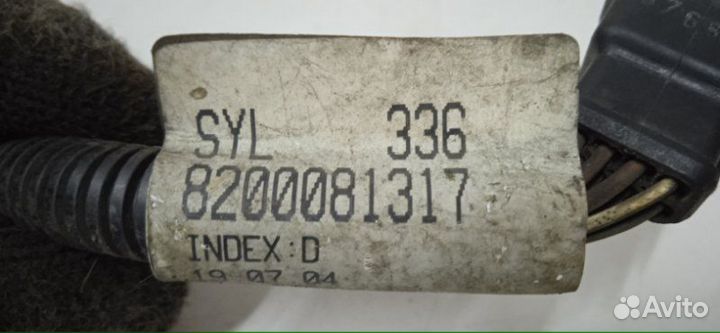 SYL 336
8200081317
INDEX:D
19.07.04
Avito